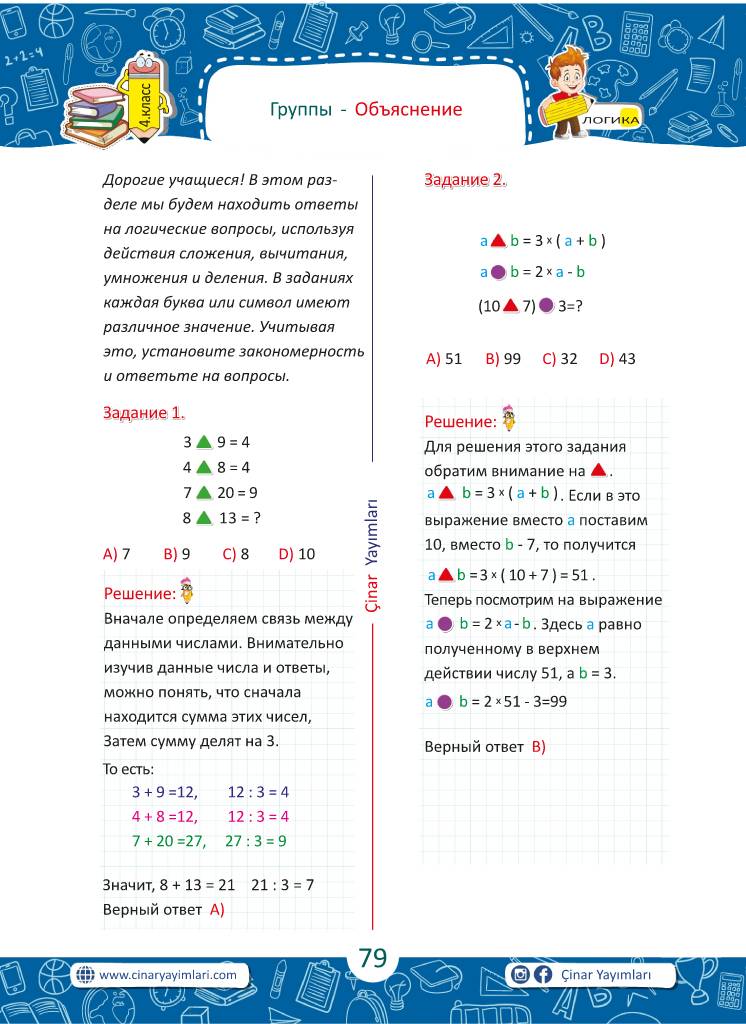 2+2=4
4.класс
Группы - Объяснение
ЛОГИКА
Дорогие учащиеся! В этом раз-
деле мы будем находить ответы
на логические вопросы, используя
действия сложения, вычитания,
умножения и деления. В заданиях
каждая буква или символ имеют
различное значение. Учитывая
это, установите закономерность
и ответьте на вопросы.
Задание 1.
3 ▲ 9 = 4
4 ▲ 8 = 4
7 ▲ 20 = 9
8 ▲ 13 = ?
A) 7 B) 9 C) 8 D) 10
Решение:
Вначале определяем связь между
данными числами. Внимательно
изучив данные числа и ответы,
можно понять, что сначала
находится сумма этих чисел,
Затем сумму делят на 3.
То есть:
3 + 9 =12, 12 : 3 = 4
4 + 8 =12, 12 : 3 = 4
7 + 20 =27, 27 : 3 = 9
Значит, 8 + 13 = 21 21 : 3 = 7
Верный ответ A)
Çinar Yayımları
Задание 2.
a ▲ b = 3 x ( a + b )
a ● b = 2 x a - b
(10 ▲ 7) ● 3=?
A) 51 B) 99 C) 32 D) 43
Решение:
Для решения этого задания
обратим внимание на ▲ .
a ▲ b = 3 x ( a + b ) . Если в это
выражение вместо a поставим
10, вместо b - 7, то получится
a ▲ b = 3 x ( 10 + 7 ) = 51 .
Теперь посмотрим на выражение
a ● b = 2 x a - b . Здесь a равно
полученному в верхнем
действии числу 51, а b = 3.
a ● b = 2 x 51 - 3=99
Верный ответ B)
79
www.cinaryayimlari.com
Çinar Yayımları